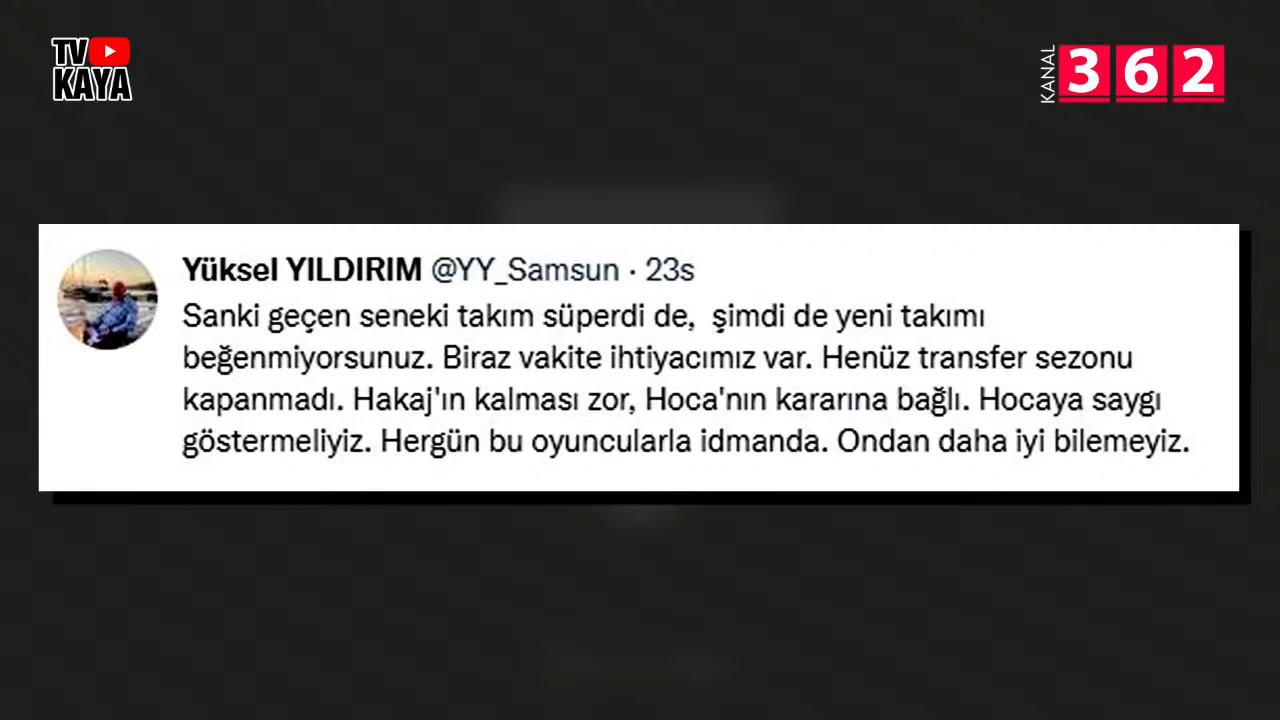 TV
KAYA
KANAL
362
Yüksel YILDIRIM @YY_Samsun · 23s
Sanki geçen seneki takım süperdi de,  şimdi de yeni takımı
beğenmiyorsunuz. Biraz vakite ihtiyacımız var. Henüz transfer sezonu
kapanmadı. Hakaj'ın kalması zor, Hoca'nın kararına bağlı. Hocaya saygı
göstermeliyiz. Hergün bu oyuncularla idmanda. Ondan daha iyi bilemeyiz.